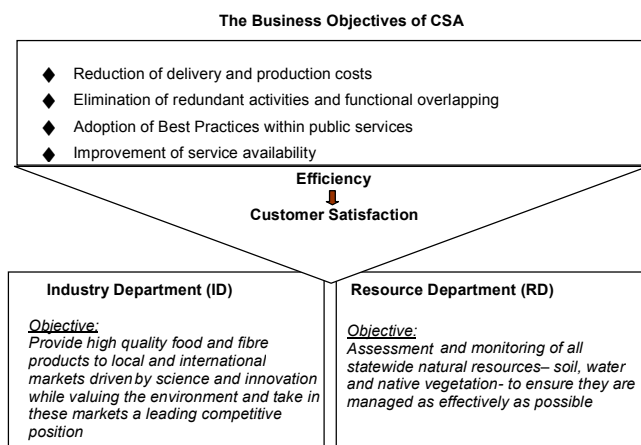 The Business Objectives of CSA
◆ Reduction of delivery and production costs
◆ Elimination of redundant activities and functional overlapping
◆ Adoption of Best Practices within public services
◆ Improvement of service availability
Efficiency
Customer Satisfaction
Industry Department (ID)
Objective:
Provide high quality food and fibre
products to local and international
markets driven by science and innovation
while valuing the environment and take in
these markets a leading competitive
position
Resource Department (RD)
Objective:
Assessment and monitoring of all
statewide natural resources– soil, water
and native vegetation- to ensure they are
managed as effectively as possible